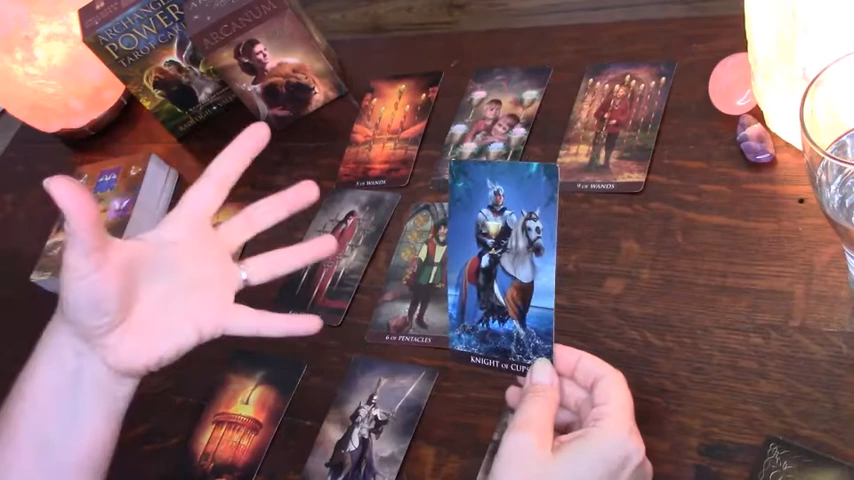 ARCHANGEL
POWER
TAROT CARDS
ARCANUM
5 OF WANDS
9 OF WANDS
6 OF PENTACLES
KNIGHT OF CUPS